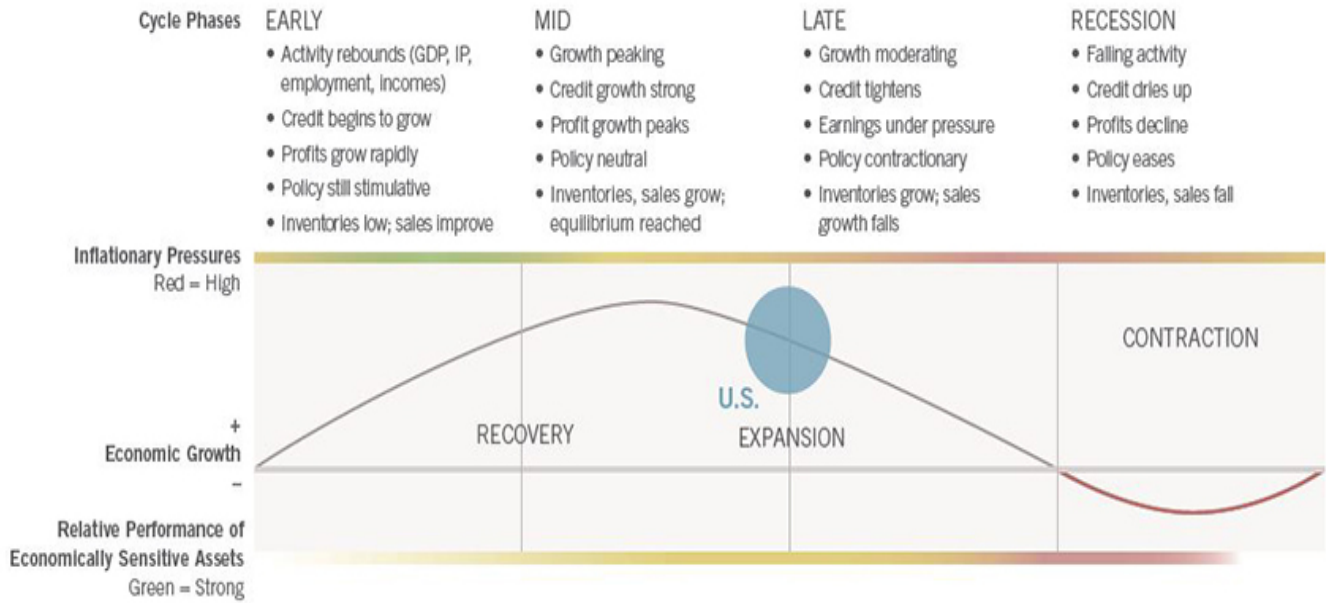 Cycle Phases
EARLY
• Activity rebounds (GDP, IP,
employment, incomes)
• Credit begins to grow
• Profits grow rapidly
• Policy still stimulative
• Inventories low; sales improve
MID
• Growth peaking
• Credit growth strong
• Profit growth peaks
• Policy neutral
• Inventories, sales grow;
equilibrium reached
LATE
• Growth moderating
• Credit tightens
• Earnings under pressure
• Policy contractionary
• Inventories grow; sales
growth falls
RECESSION
• Falling activity
• Credit dries up
• Profits decline
• Policy eases
• Inventories, sales fall
Inflationary Pressures
Red = High
CONTRACTION
U.S.
RECOVERY
EXPANSION
+
Economic Growth
–
Relative Performance of
Economically Sensitive Assets
Green = Strong